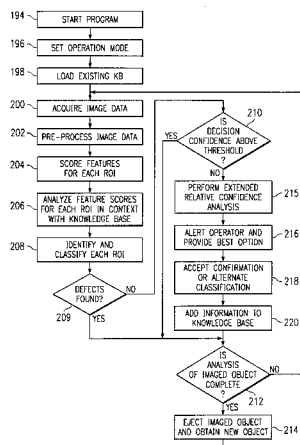 194
START PROGRAM
196
SET OPERATION MODE
198
LOAD EXISTING KB
200
ACQUIRE IMAGE DATA
202
PRE-PROCESS IMAGE DATA
204
SCORE FEATURES
FOR EACH ROI
206
ANALYZE FEATURE SCORES
FOR EACH ROI IN CONTEXT
WITH KNOWLEDGE BASE
208
IDENTIFY AND
CLASSIFY EACH ROI
DEFECTS
FOUND?
NO
209
YES
210
IS
DECISION
CONFIDENCE ABOVE
THRESHOLD
?
YES
NO
215
PERFORM EXTENDED
RELATIVE CONFIDENCE
ANALYSIS
216
ALERT OPERATOR AND
PROVIDE BEST OPTION
218
ACCEPT CONFIRMATION
OR ALTERNATE
CLASSIFICATION
220
ADD INFORMATION TO
KNOWLEDGE BASE
IS
ANALYSIS
OF IMAGED OBJECT
COMPLETE
?
NO
212
YES
214
EJECT IMAGED OBJECT
AND OBTAIN NEW OBJECT